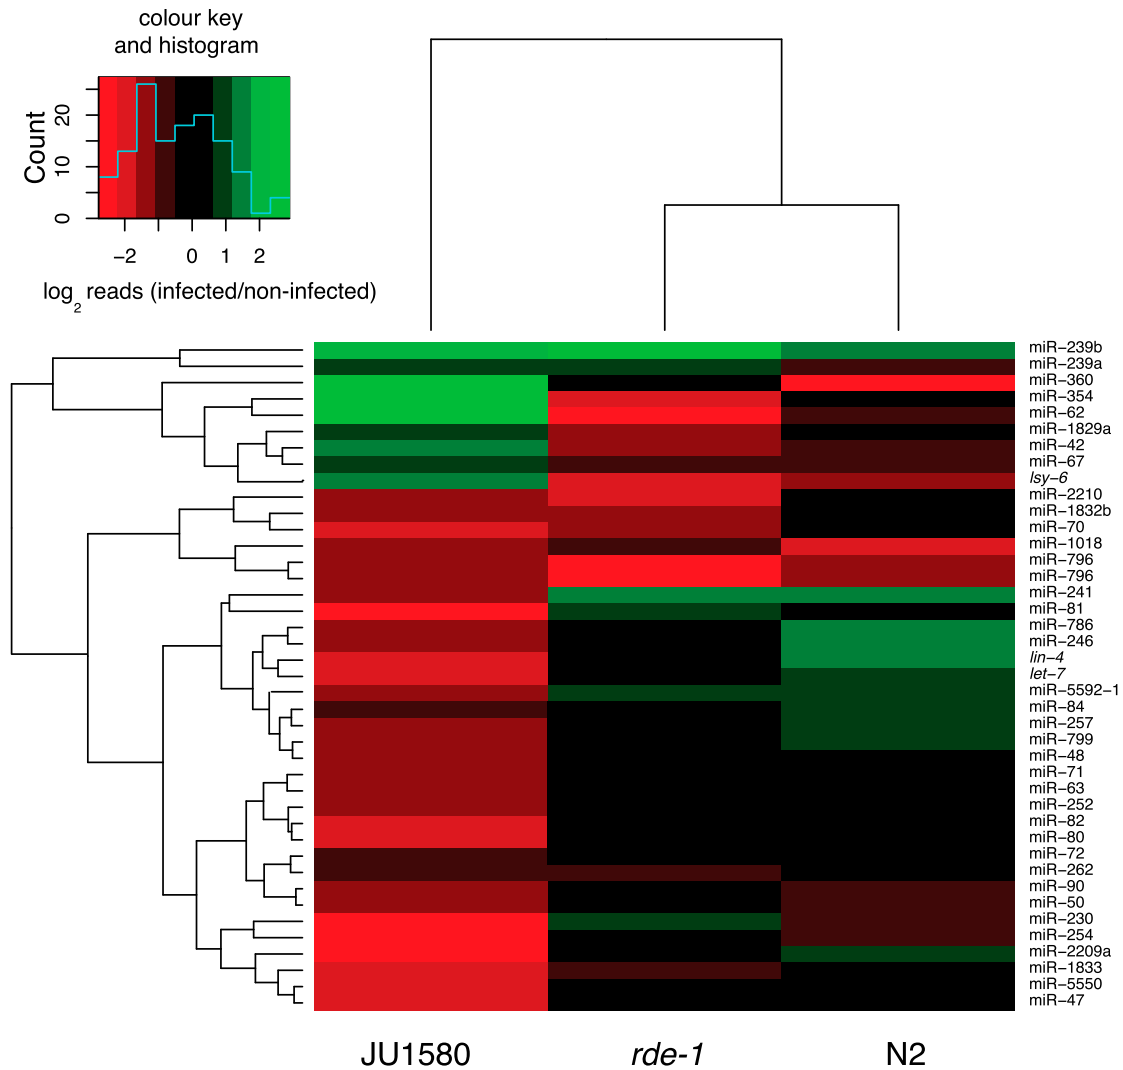 colour key
and histogram
Count
0 10 20
−2 0 1 2
log2 reads (infected/non-infected)
miR−239b
miR−239a
miR−360
miR−354
miR−62
miR−1829a
miR−42
miR−67
lsy−6
miR−2210
miR−1832b
miR−70
miR−1018
miR−796
miR−796
miR−241
miR−81
miR−786
miR−246
lin−4
let−7
miR−5592−1
miR−84
miR−257
miR−799
miR−48
miR−71
miR−63
miR−252
miR−82
miR−80
miR−72
miR−262
miR−90
miR−50
miR−230
miR−254
miR−2209a
miR−1833
miR−5550
miR−47
JU1580 rde-1 N2